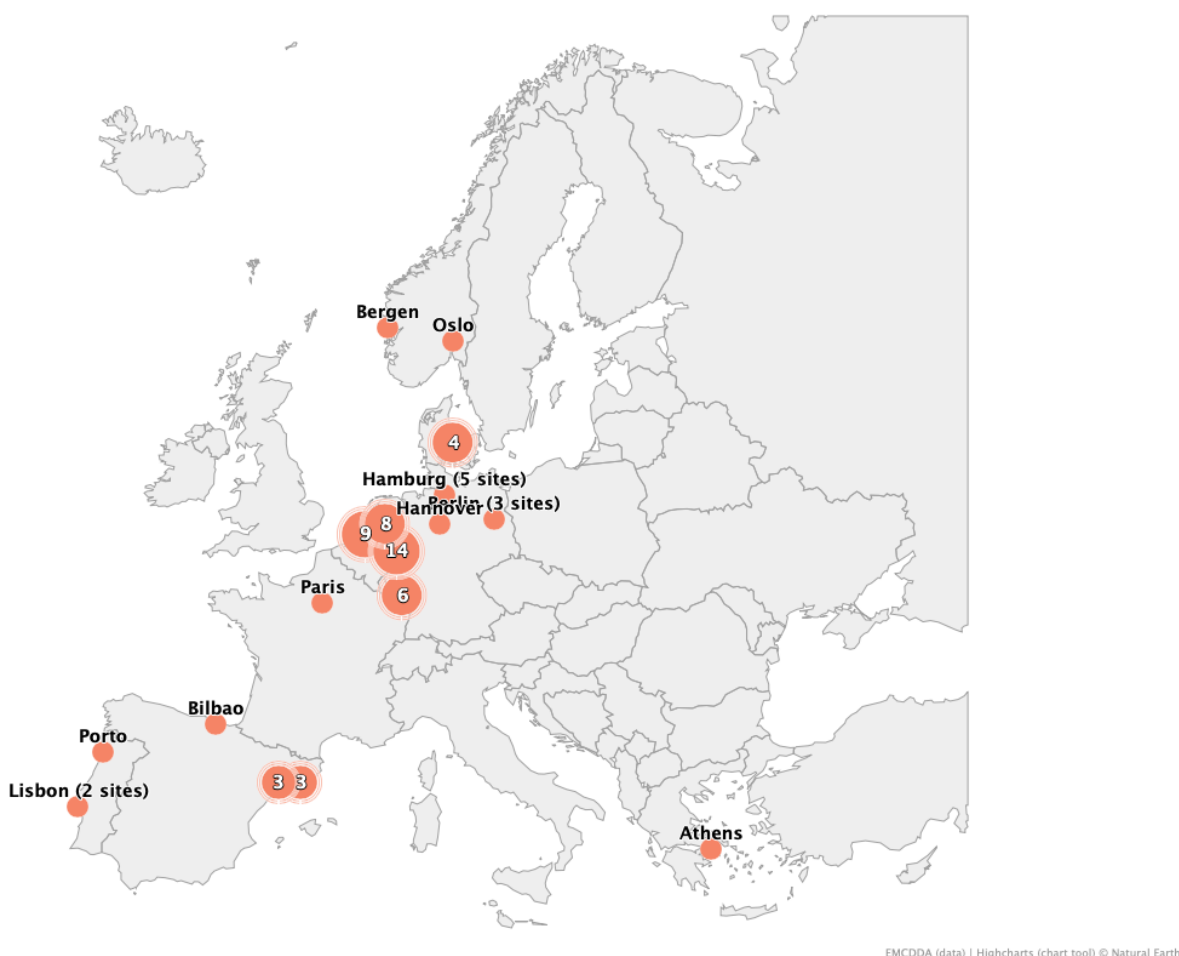 Bergen
Oslo
4
Hamburg (5 sites)
Berlin (3 sites)
Hannover
8
9
14
Paris
6
Bilbao
Porto
3
3
Lisbon (2 sites)
Athens
EMCDDA (data) | Highcharts (chart tool) © Natural Earth